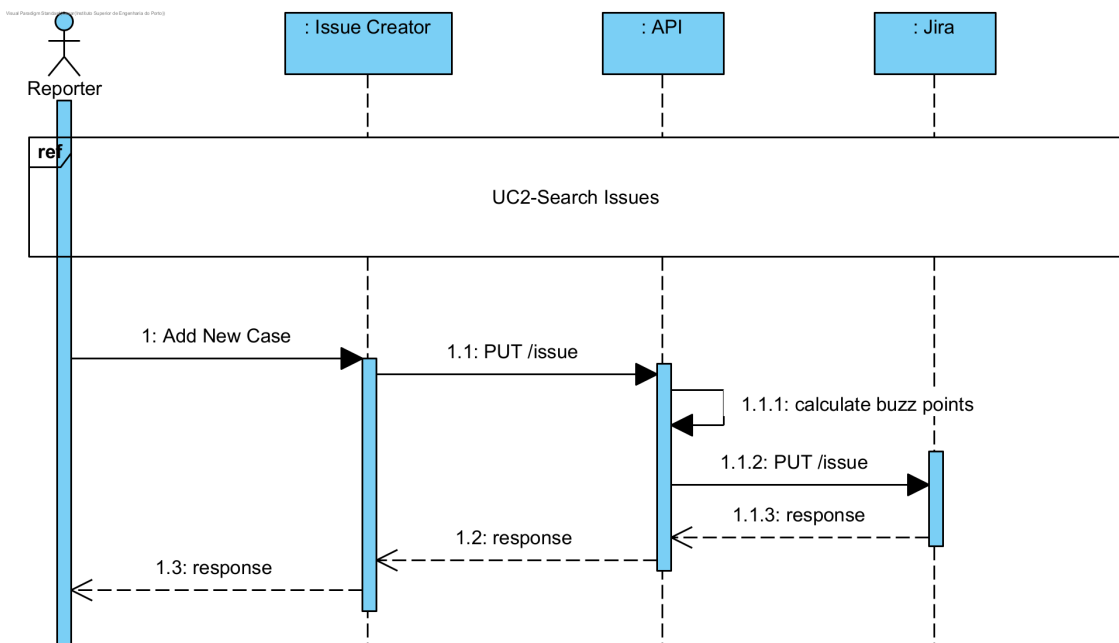 : Issue Creator
: API
: Jira
Reporter
ref
UC2-Search Issues
1: Add New Case
1.1: PUT /issue
1.1.1: calculate buzz points
1.1.2: PUT /issue
1.1.3: response
1.2: response
1.3: response